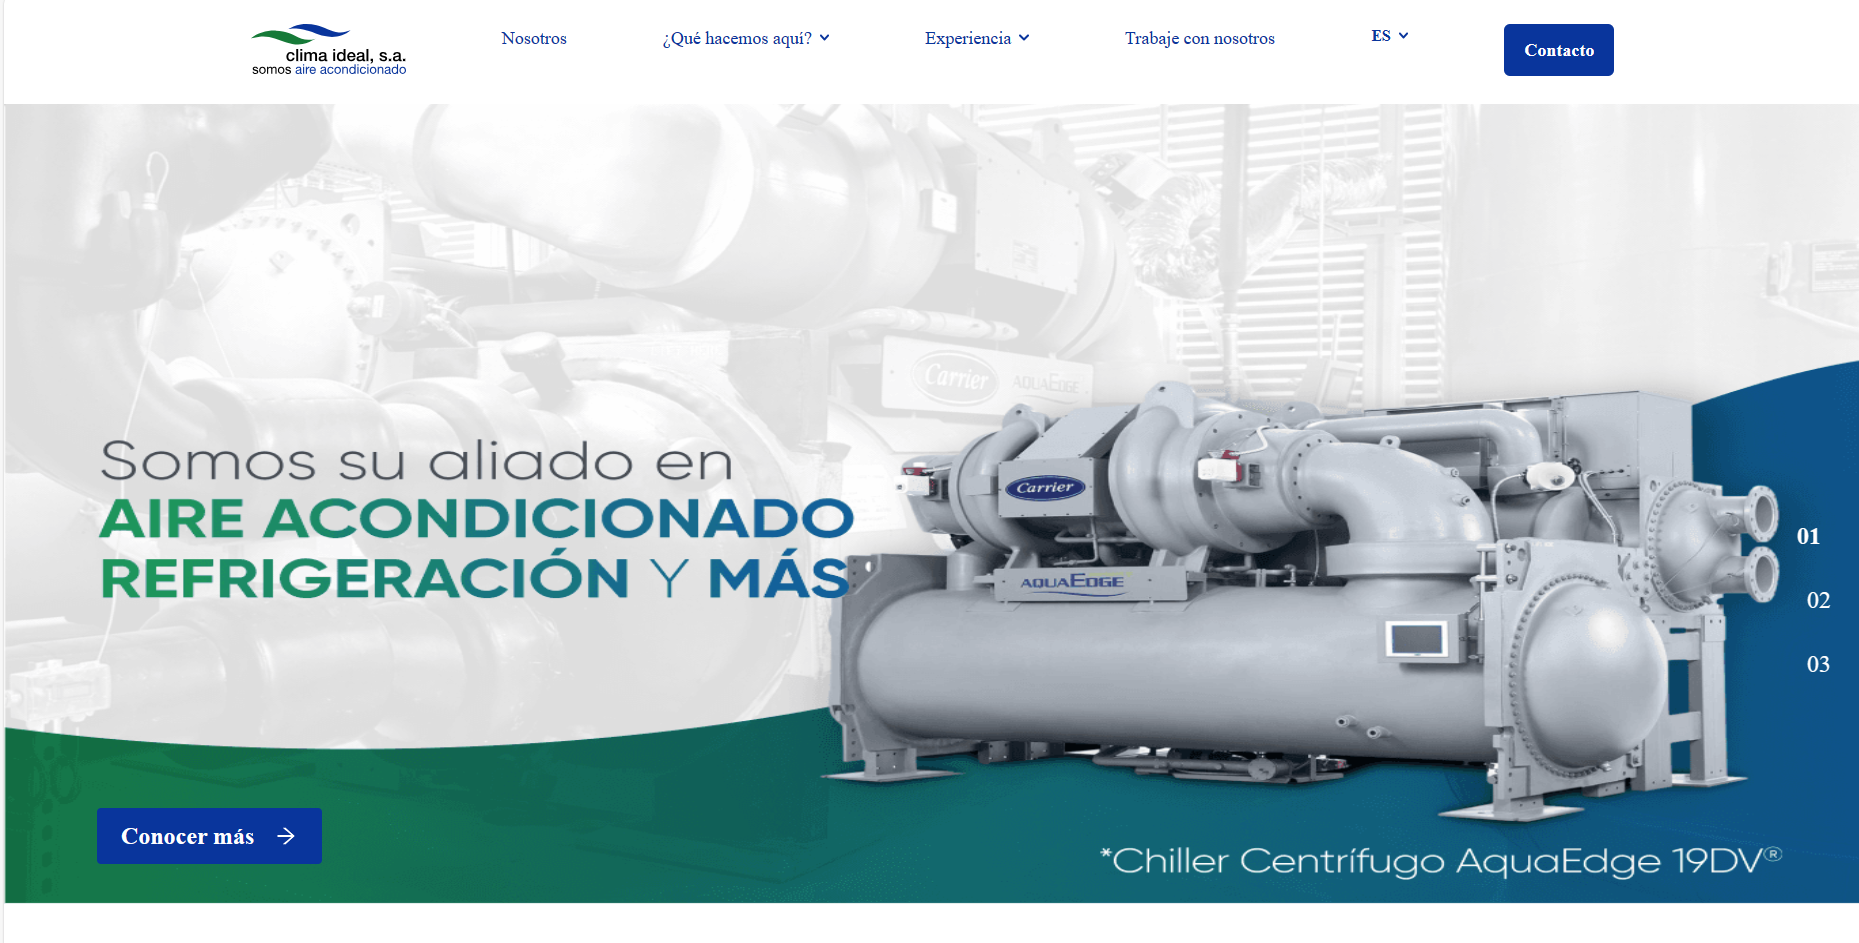 clima ideal, s.a.
somos aire acondicionado
Nosotros
¿Qué hacemos aquí?
Experiencia
Trabaje con nosotros
ES
Contacto
Carrier
AQUAEDGE
Somos su aliado en
AIRE ACONDICIONADO
REFRIGERACIÓN Y MÁS
Carrier
AQUAEDGE
01
02
03
Conocer más
*Chiller Centrífugo AquaEdge 19DV®